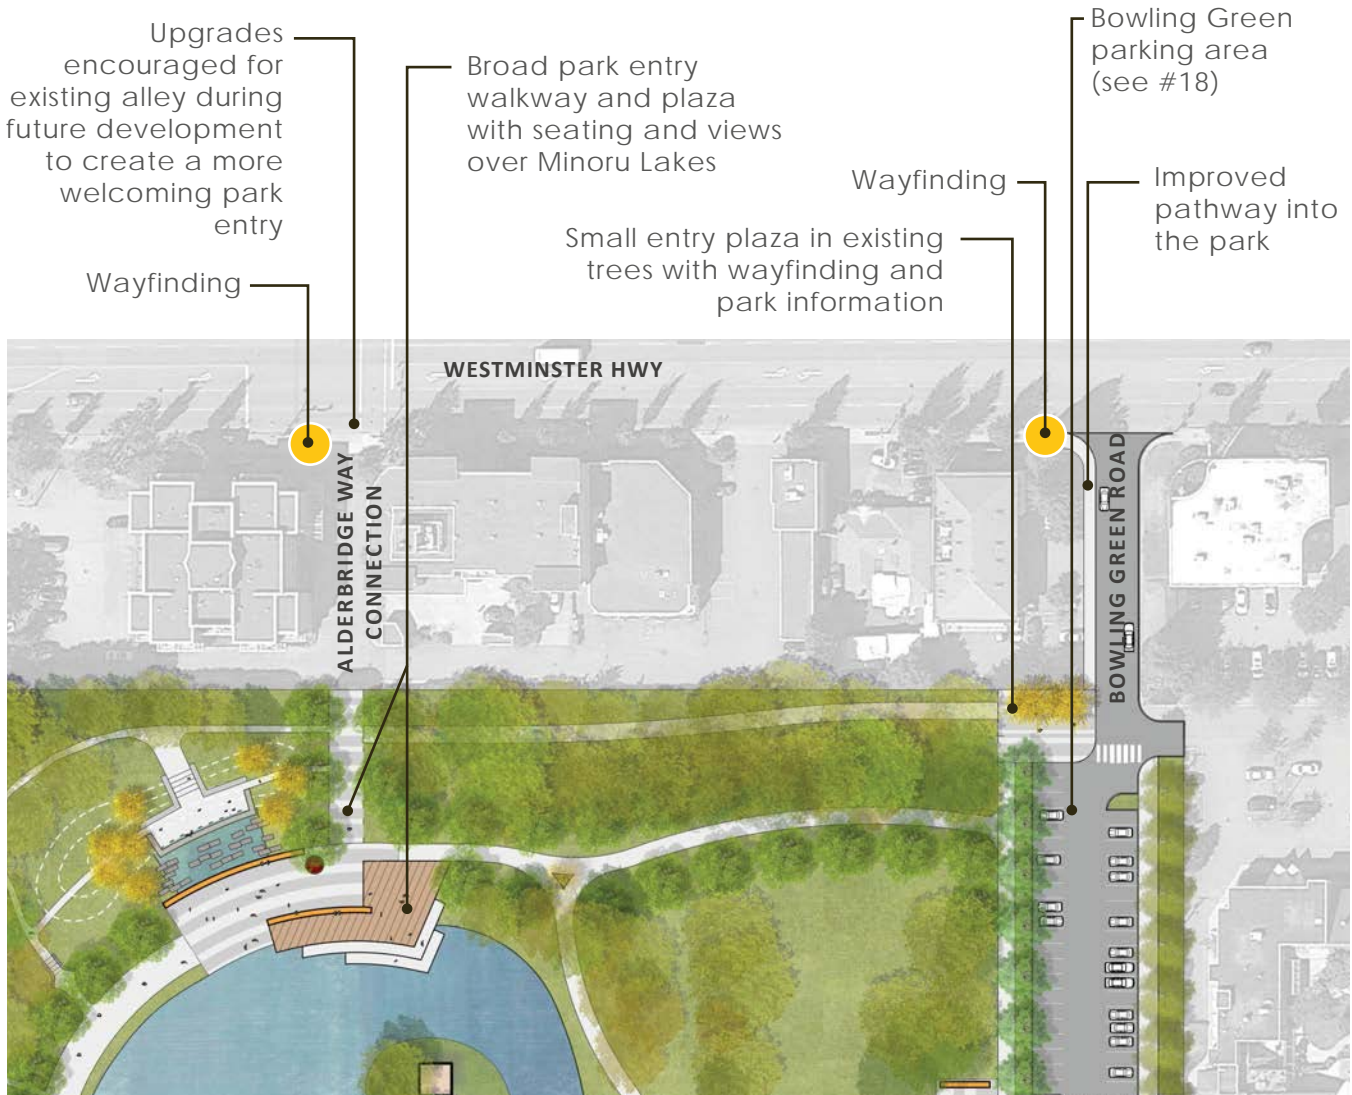 Upgrades
encouraged for
existing alley during
future development
to create a more
welcoming park
entry
Wayfinding
Broad park entry
walkway and plaza
with seating and views
over Minoru Lakes
Bowling Green
parking area
(see #18)
Wayfinding
Improved
pathway into
the park
Small entry plaza in existing
trees with wayfinding and
park information
WESTMINSTER HWY
ALDERBRIDGE WAY
CONNECTION
BOWLING GREEN ROAD